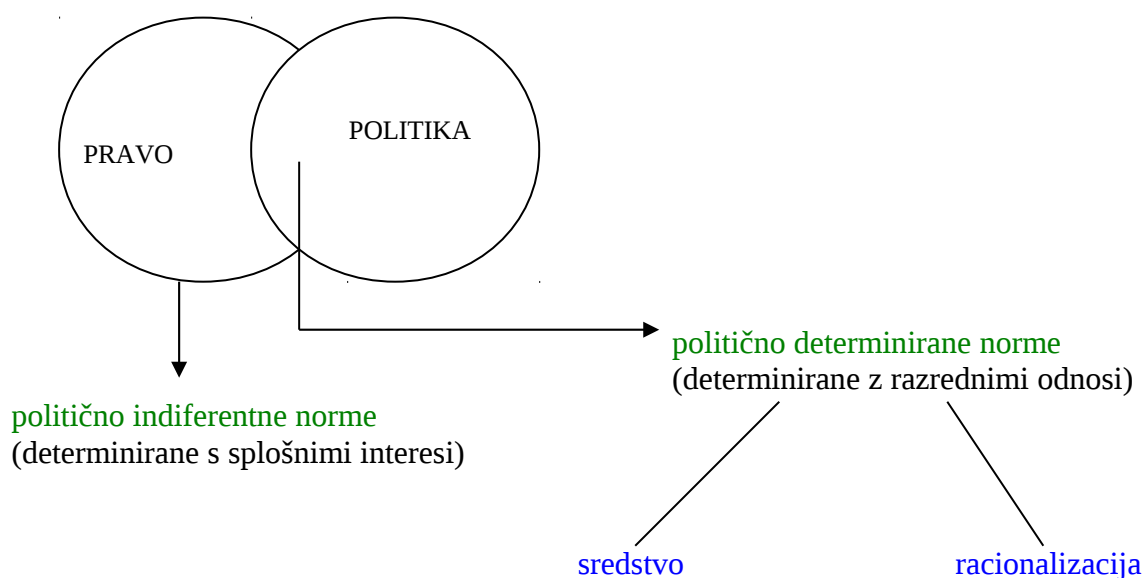 POLITIKA
PRAVO
politično determinirane norme
(determinirane z razrednimi odnosi)
politično indiferentne norme
(determinirane s splošnimi interesi)
sredstvo
racionalizacija